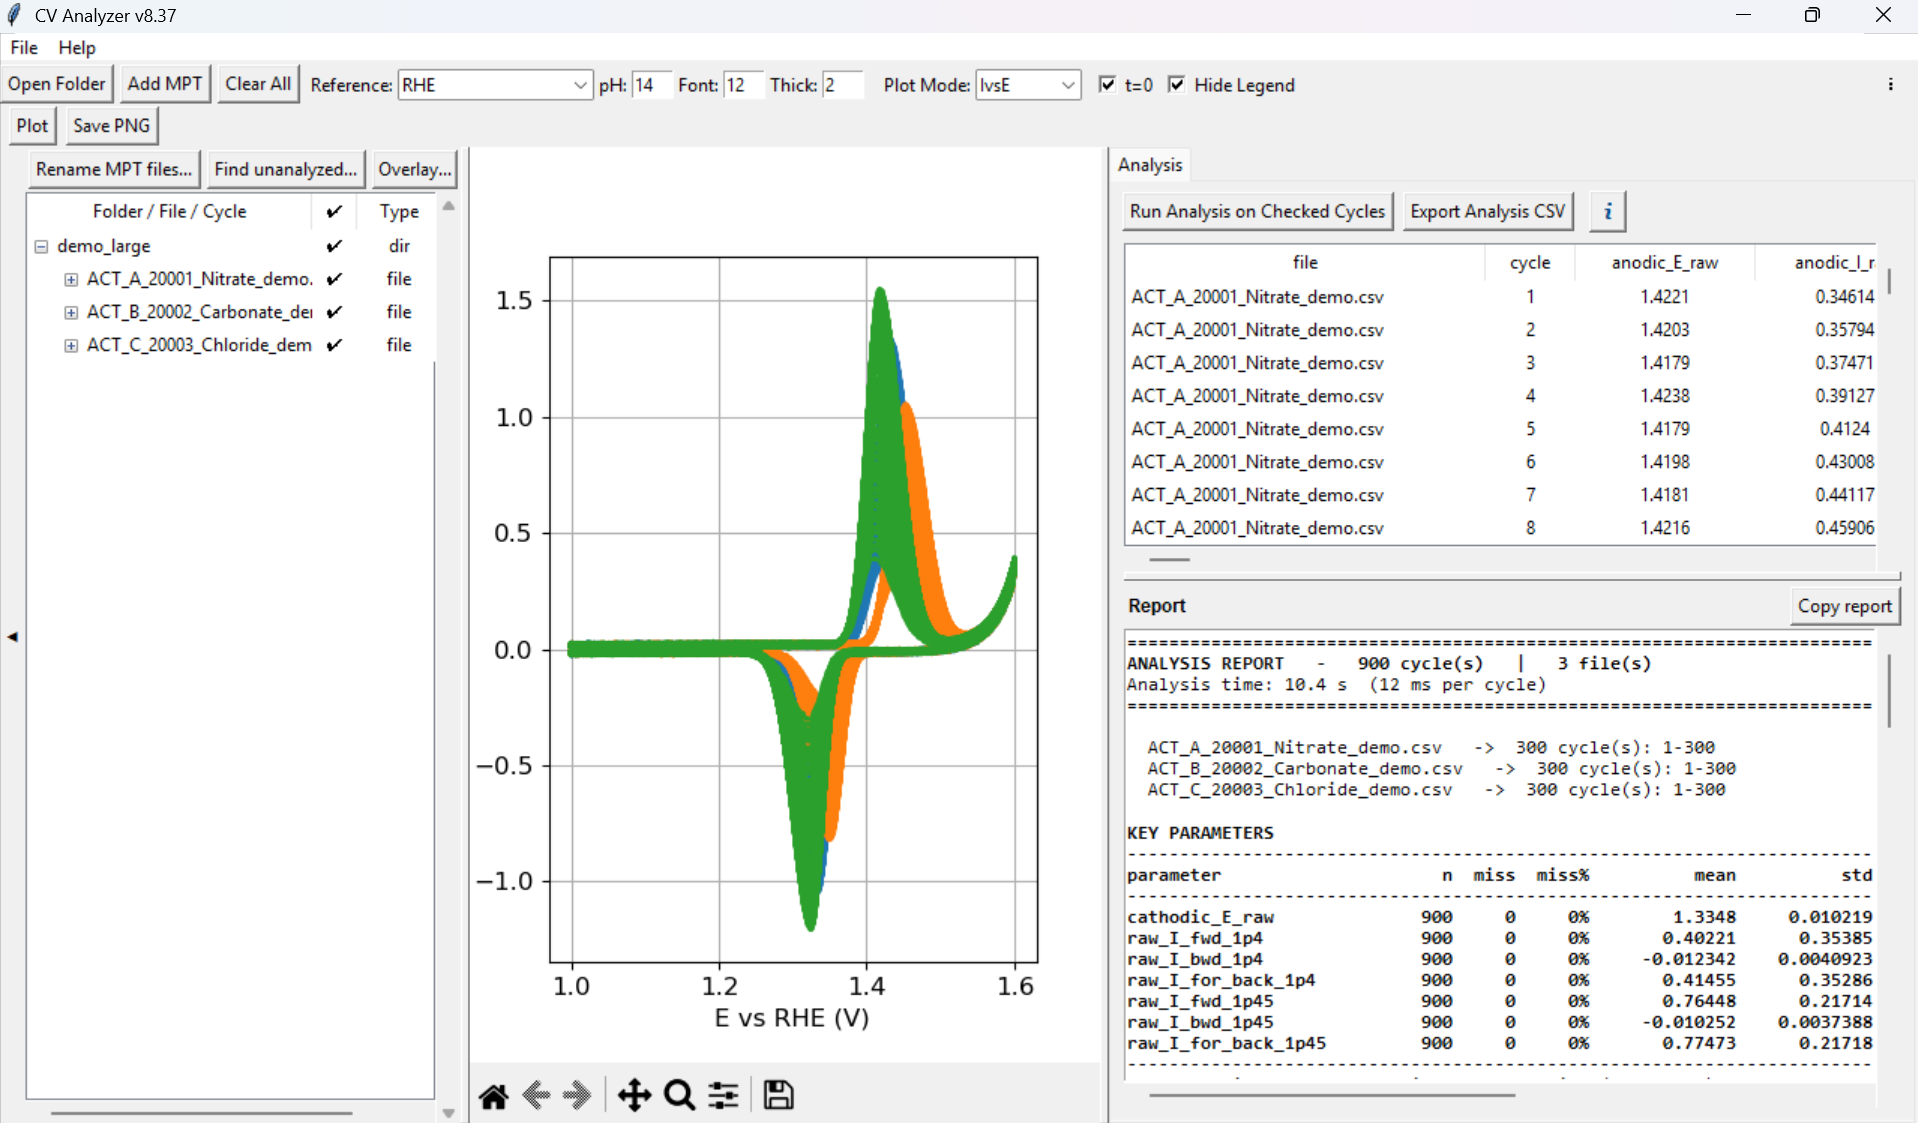 CV Analyzer v8.37
File Help
Open Folder Add MPT Clear All Reference: RHE pH: 14 Font: 12 Thick: 2 Plot Mode: IvsE t=0 Hide Legend
Plot Save PNG
Rename MPT files... Find unanalyzed... Overlay...
Folder / File / Cycle ✔ Type
demo_large ✔ dir
ACT_A_20001_Nitrate_demo. ✔ file
ACT_B_20002_Carbonate_der ✔ file
ACT_C_20003_Chloride_dem ✔ file
1.5
1.0
0.5
0.0
−0.5
−1.0
1.0 1.2 1.4 1.6
E vs RHE (V)
Analysis
Run Analysis on Checked Cycles Export Analysis CSV i
file cycle anodic_E_raw anodic_I_r
ACT_A_20001_Nitrate_demo.csv 1 1.4221 0.34614
ACT_A_20001_Nitrate_demo.csv 2 1.4203 0.35794
ACT_A_20001_Nitrate_demo.csv 3 1.4179 0.37471
ACT_A_20001_Nitrate_demo.csv 4 1.4238 0.39127
ACT_A_20001_Nitrate_demo.csv 5 1.4179 0.4124
ACT_A_20001_Nitrate_demo.csv 6 1.4198 0.43008
ACT_A_20001_Nitrate_demo.csv 7 1.4181 0.44117
ACT_A_20001_Nitrate_demo.csv 8 1.4216 0.45906
Report Copy report
ANALYSIS REPORT - 900 cycle(s) | 3 file(s)
Analysis time: 10.4 s (12 ms per cycle)
ACT_A_20001_Nitrate_demo.csv -> 300 cycle(s): 1-300
ACT_B_20002_Carbonate_demo.csv -> 300 cycle(s): 1-300
ACT_C_20003_Chloride_demo.csv -> 300 cycle(s): 1-300
KEY PARAMETERS
parameter n miss miss% mean std
cathodic_E_raw 900 0 0% 1.3348 0.010219
raw_I_fwd_1p4 900 0 0% 0.40221 0.35385
raw_I_bwd_1p4 900 0 0% -0.012342 0.0040923
raw_I_for_back_1p4 900 0 0% 0.41455 0.35286
raw_I_fwd_1p45 900 0 0% 0.76448 0.21714
raw_I_bwd_1p45 900 0 0% -0.010252 0.0037388
raw_I_for_back_1p45 900 0 0% 0.77473 0.21718